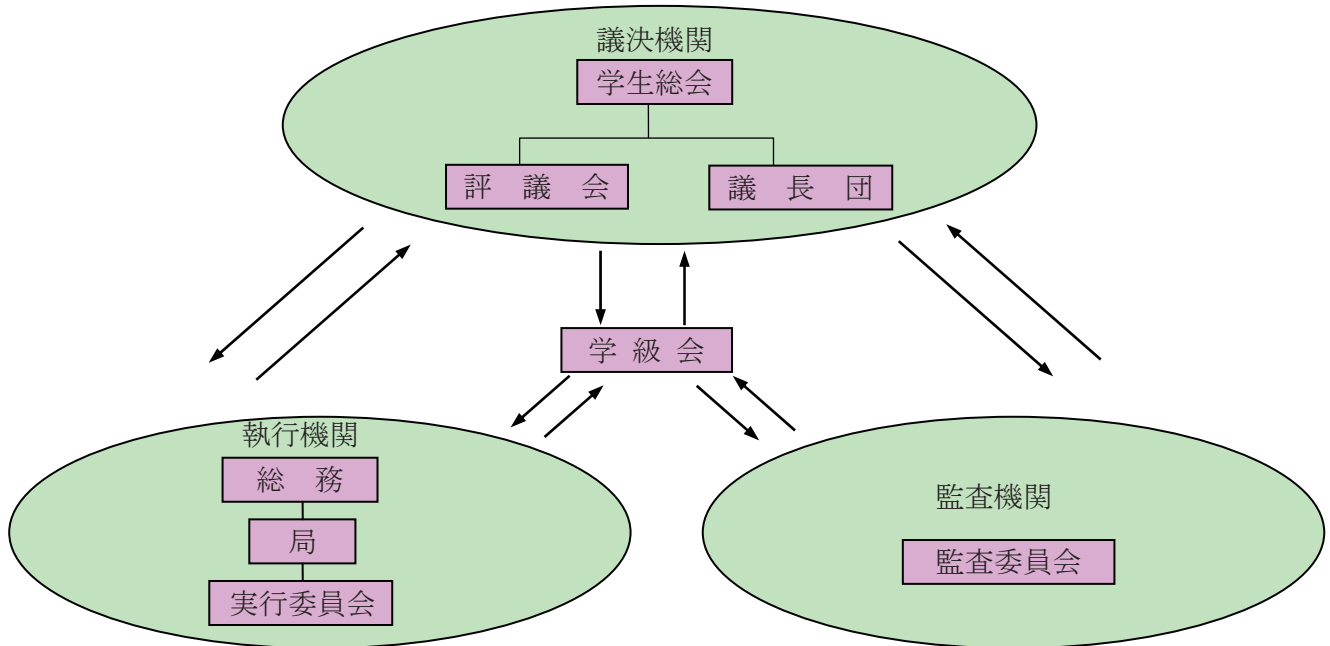 議決機関
学生総会
評 議 会
議 長 団
学 級 会
執行機関
総 務
局
実行委員会
監査機関
監査委員会